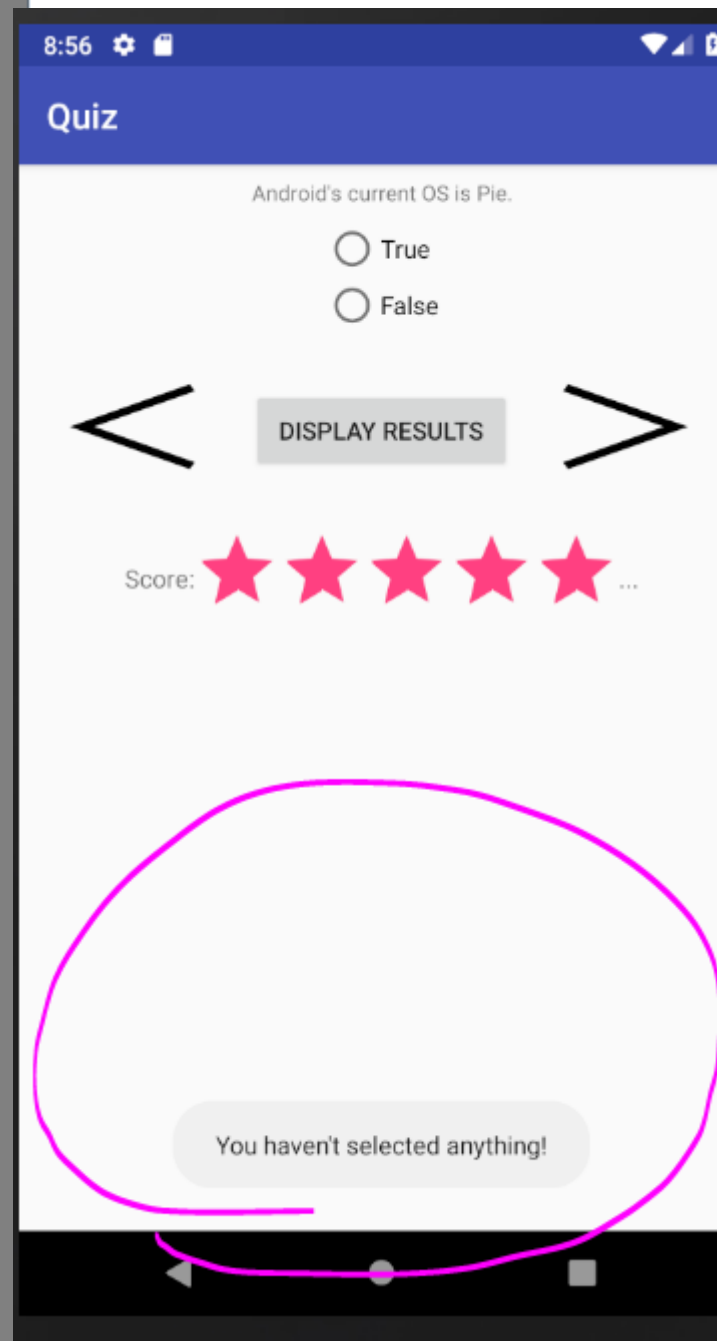 8:56
Quiz
Android's current OS is Pie.
True
False
DISPLAY RESULTS
Score: ...
You haven't selected anything!